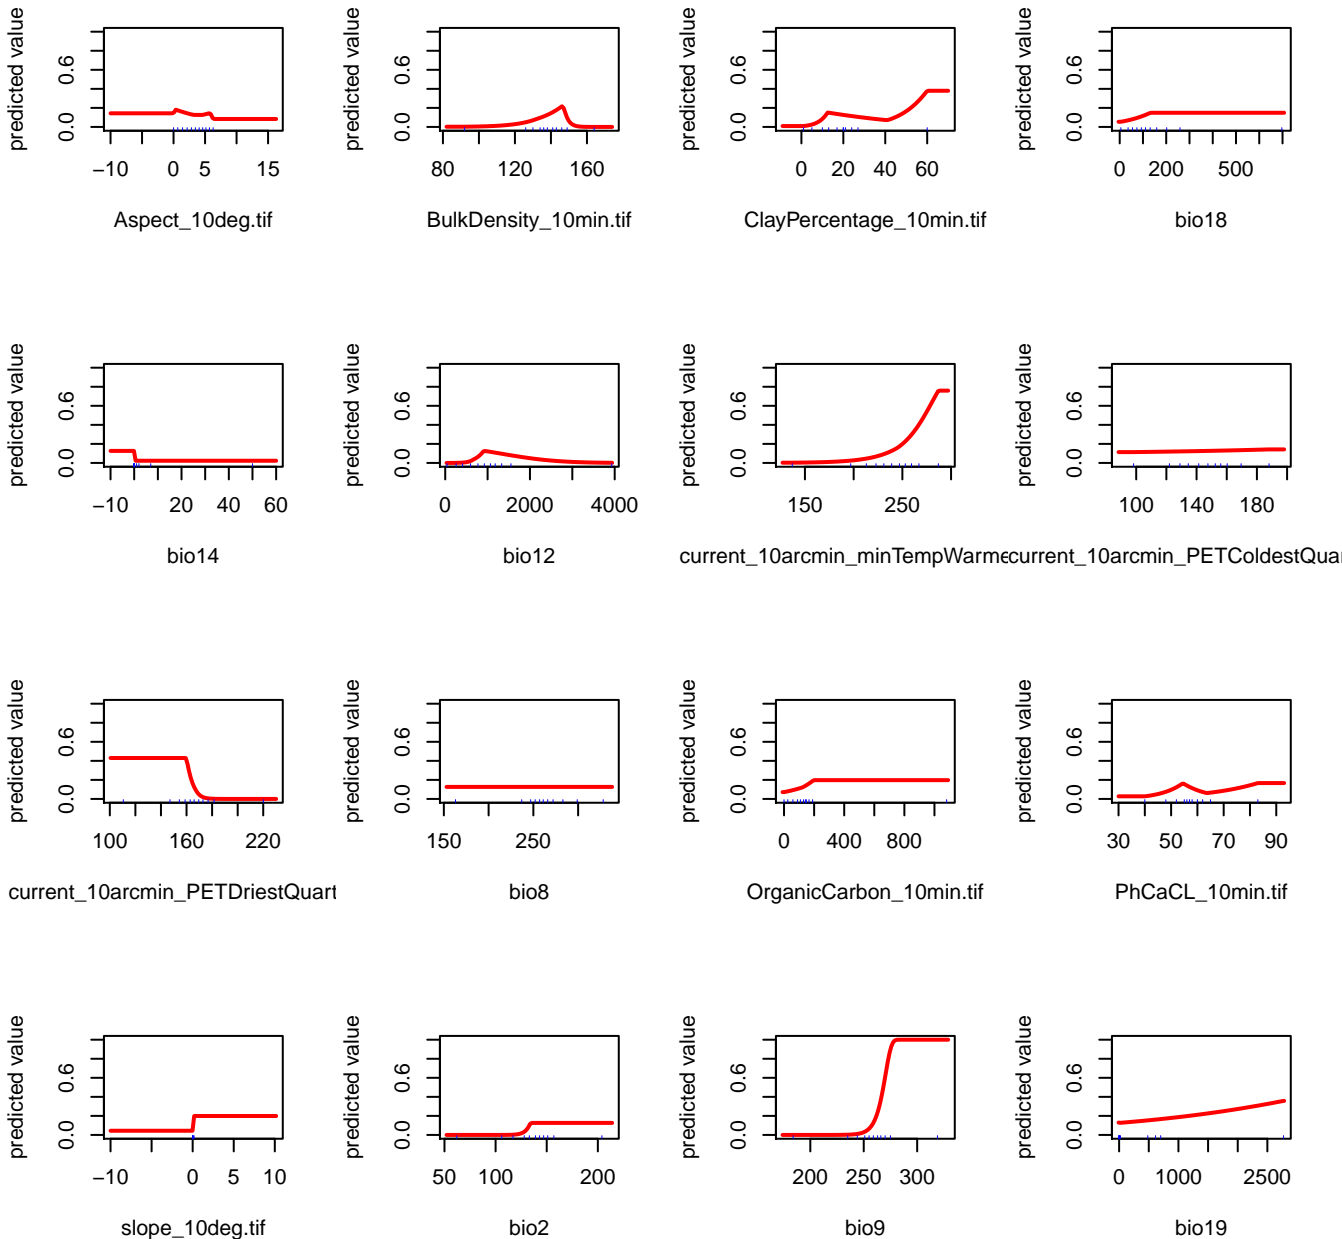 predicted value predicted value predicted value predicted value
0.6 0.6 0.6 0.6
0.0 0.0 0.0 0.0
−10 0 5 15 80 120 160 0 20 40 60 0 200 500
Aspect_10deg.tif BulkDensity_10min.tif ClayPercentage_10min.tif bio18
predicted value predicted value predicted value predicted value
0.6 0.6 0.6 0.6
0.0 0.0 0.0 0.0
−10 20 40 60 0 2000 4000 150 250 100 140 180
bio14 bio12 current_10arcmin_minTempWarme current_10arcmin_PETColdestQuar
predicted value predicted value predicted value predicted value
0.6 0.6 0.6 0.6
0.0 0.0 0.0 0.0
100 160 220 150 250 0 400 800 30 50 70 90
current_10arcmin_PETDriestQuart bio8 OrganicCarbon_10min.tif PhCaCL_10min.tif
predicted value predicted value predicted value predicted value
0.6 0.6 0.6 0.6
0.0 0.0 0.0 0.0
−10 0 5 10 50 100 200 200 250 300 0 1000 2500
slope_10deg.tif bio2 bio9 bio19